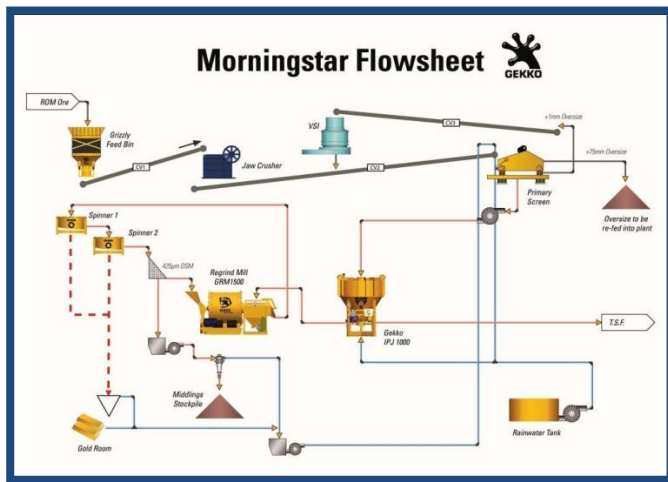 Morningstar Flowsheet
GEKKO
ROM Ore
Grizzly
Feed Bin
CV1
Jaw Crusher
VSI
CV3
CV2
+1mm Oversize
+75mm Oversize
Primary
Screen
Oversize to be
re-fed into plant
Spinner 1
Spinner 2
425µm DSM
Regrind Mill
GRM1500
Gekko
IPJ 1000
T.S.F.
Middlings
Stockpile
Gold Room
Rainwater Tank